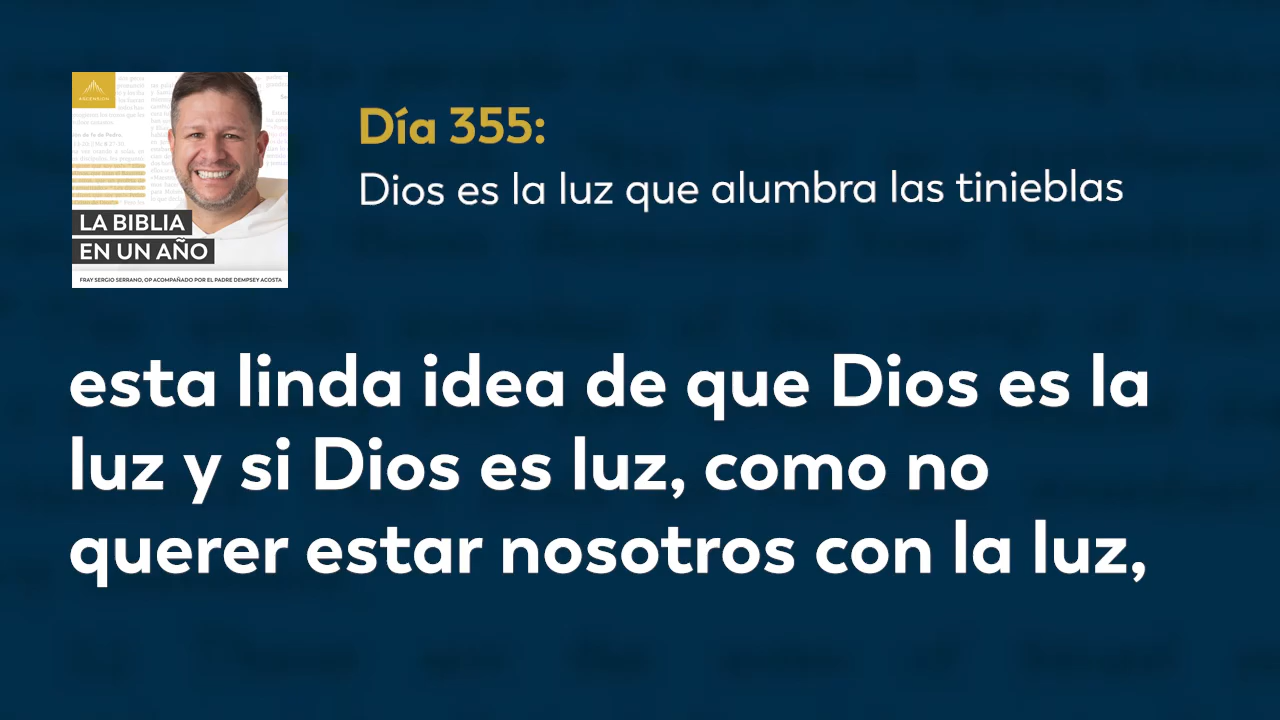 Día 355:
Dios es la luz que alumbra las tinieblas
LA BIBLIA
EN UN AÑO
FRAY SERGIO SERRANO, OP ACOMPAÑADO POR EL PADRE DEMPSEY ACOSTA
esta linda idea de que Dios es la
luz y si Dios es luz, como no
querer estar nosotros con la luz,